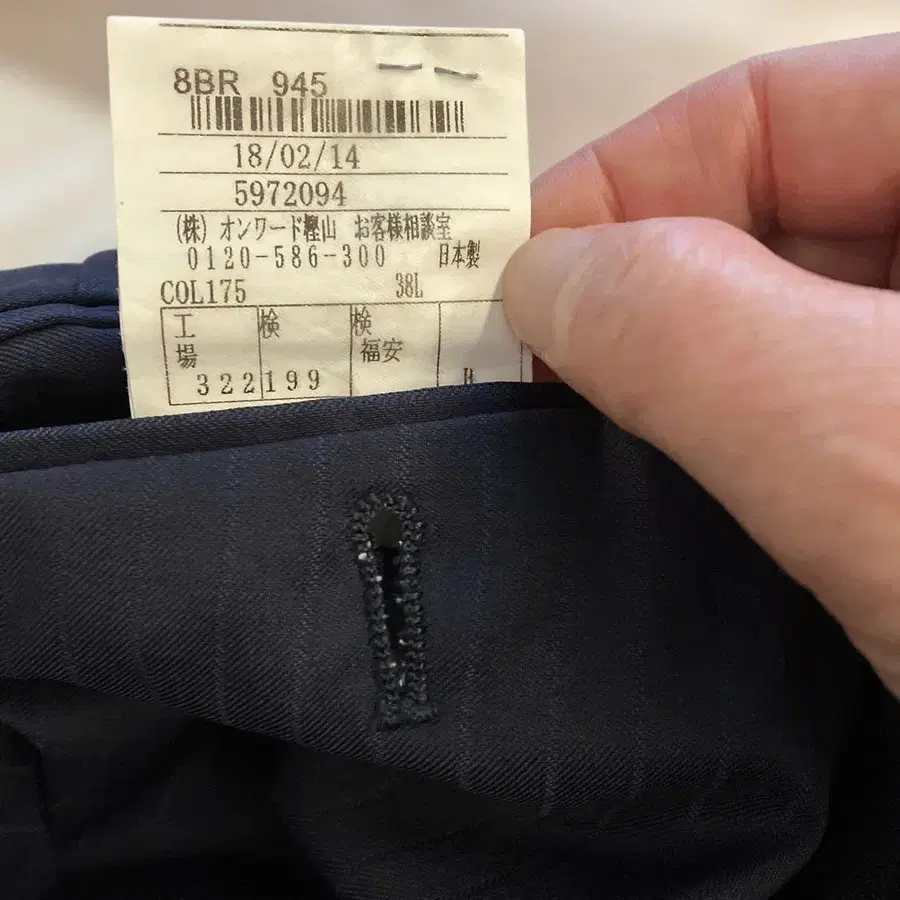 8BR 945
18/02/14
5972094
(株) オンワード樫山 お客様相談室
0120-586-300 日本製
COL175 38L
工場 検 検
322 199 福安